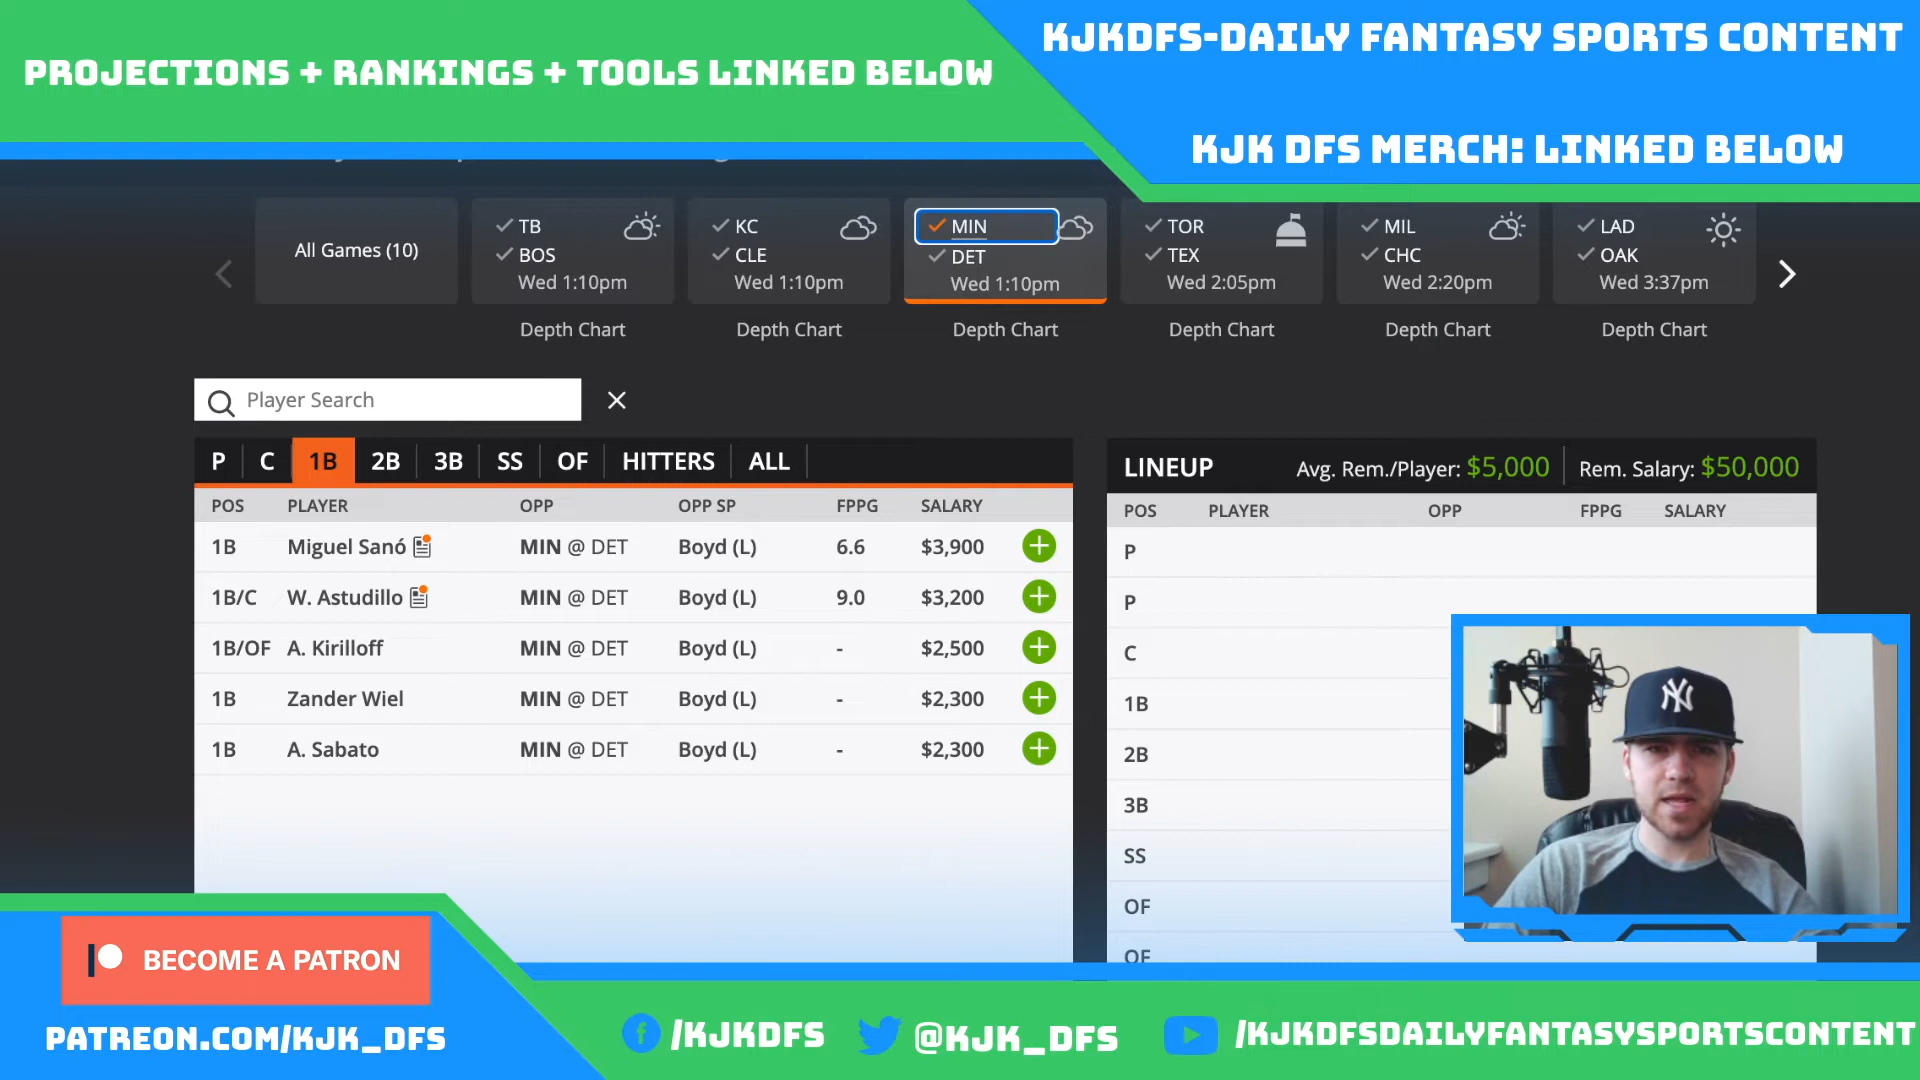 PROJECTIONS + RANKINGS + TOOLS LINKED BELOW
KJKDFS-DAILY FANTASY SPORTS CONTENT
KJK DFS MERCH: LINKED BELOW
All Games (10)
TB
BOS
Wed 1:10pm
Depth Chart
KC
CLE
Wed 1:10pm
Depth Chart
MIN
DET
Wed 1:10pm
Depth Chart
TOR
TEX
Wed 2:05pm
Depth Chart
MIL
CHC
Wed 2:20pm
Depth Chart
LAD
OAK
Wed 3:37pm
Depth Chart
Player Search
P C 1B 2B 3B SS OF HITTERS ALL
POS PLAYER OPP OPP SP FPPG SALARY
1B Miguel Sanó MIN @ DET Boyd (L) 6.6 $3,900
1B/C W. Astudillo MIN @ DET Boyd (L) 9.0 $3,200
1B/OF A. Kirilloff MIN @ DET Boyd (L) - $2,500
1B Zander Wiel MIN @ DET Boyd (L) - $2,300
1B A. Sabato MIN @ DET Boyd (L) - $2,300
LINEUP Avg. Rem./Player: $5,000 Rem. Salary: $50,000
POS PLAYER OPP FPPG SALARY
P
P
C
1B
2B
3B
SS
OF
OF
NY
BECOME A PATRON
PATREON.COM/KJK_DFS
/KJKDFS
@KJK_DFS
/KJKDFSDAILYFANTASYSPORTSCONTENT